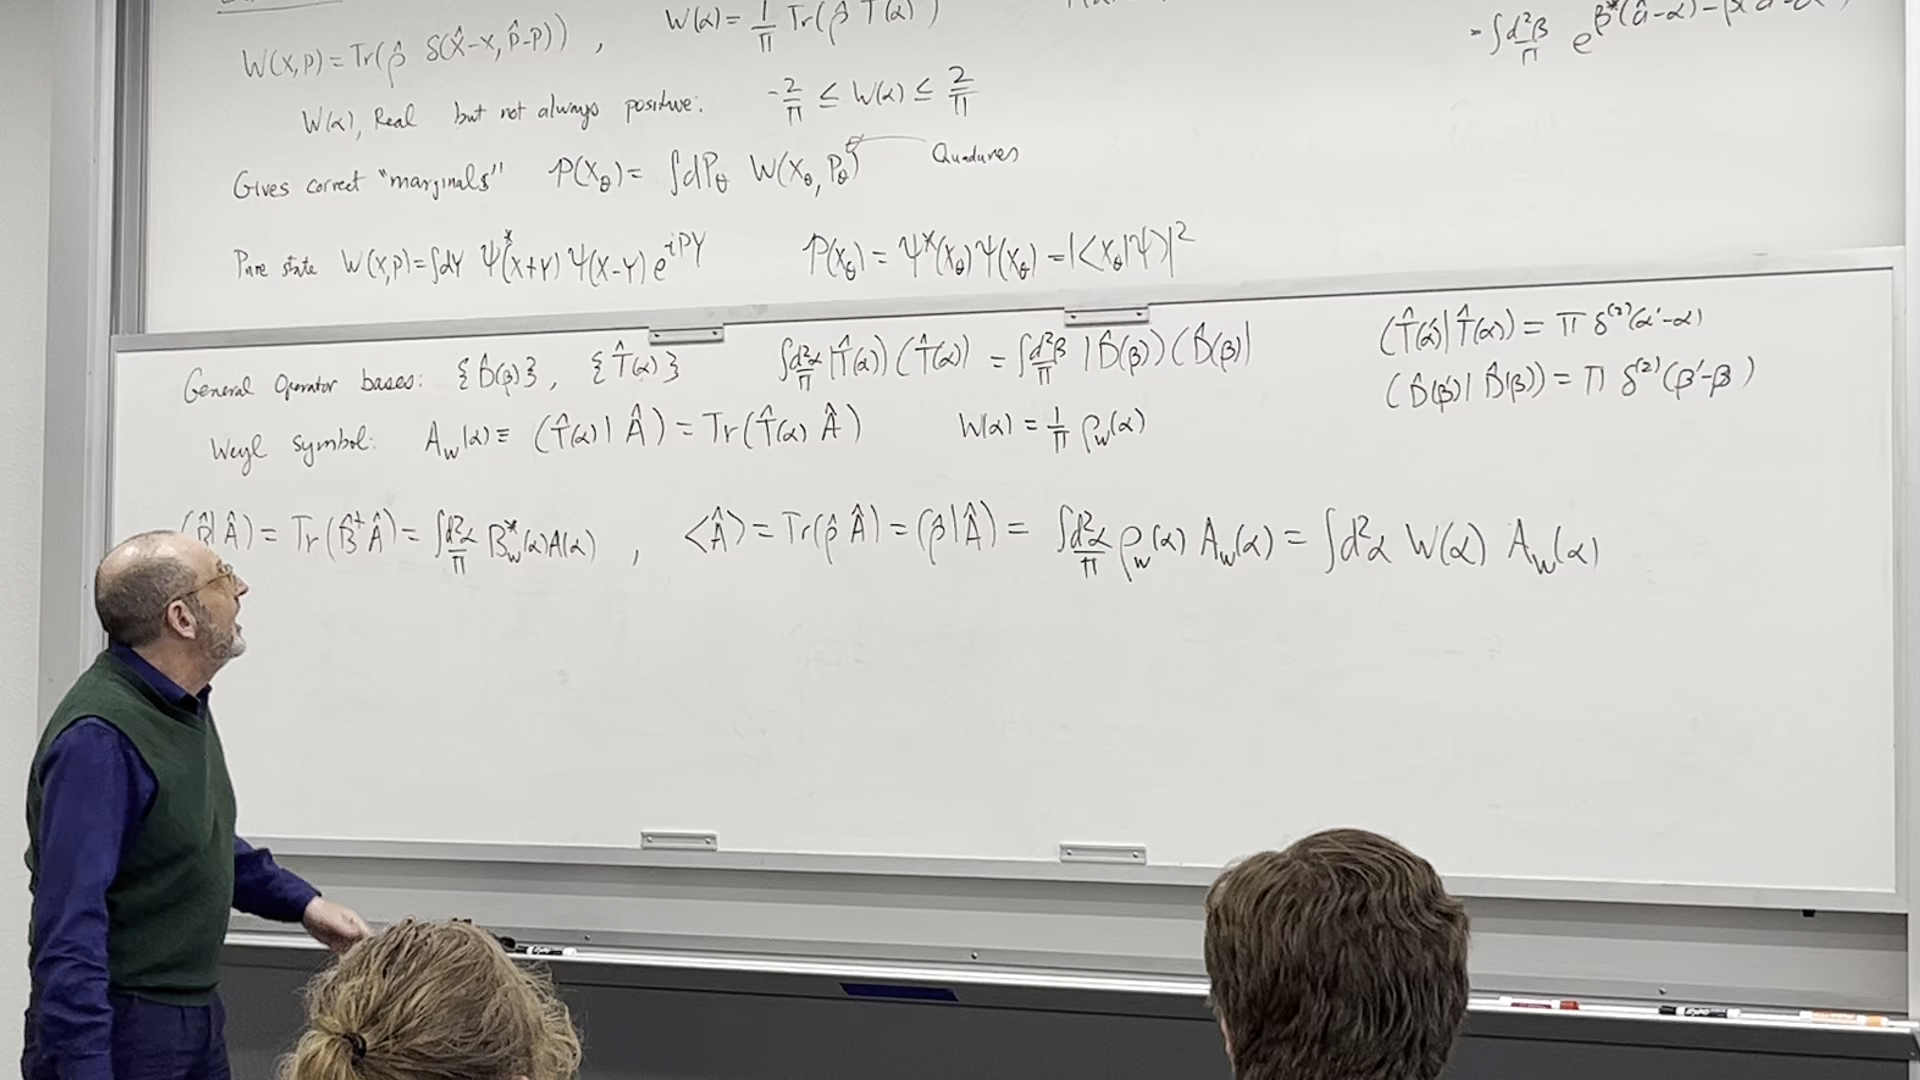 W(x,p) = Tr(ρ̂ δ(x̂-x, p̂-p)) , W(α) = 1/π Tr(ρ̂ T̂(α))
= ∫d²β/π e^{β*(â-α)-β(
W(α), Real but not always positive: -2/π ≤ W(α) ≤ 2/π
Gives correct "marginals" P(X_θ) = ∫dP_θ W(X_θ, P_θ) Quadures
Pure state W(x,p) = ∫dY Ψ*(x+Y) Ψ(x-Y) e^{iPY} P(X_θ) = Ψ*(X_θ)Ψ(X_θ) = |<X_θ|Ψ>|²
General Operator bases: {D̂(β)}, {T̂(α)} ∫d²α/π |T̂(α))(T̂(α)| = ∫d²β/π |D̂(β))(D̂(β)| (T̂(α')|T̂(α)) = π δ⁽²⁾(α'-α)
(D̂(β')|D̂(β)) = π δ⁽²⁾(β'-β)
Weyl symbol: A_w(α) ≡ (T̂(α)|Â) = Tr(T̂(α) Â) W(α) = 1/π ρ_w(α)
(B̂|Â) = Tr(B̂†Â) = ∫d²α/π B_w*(α)A(α) , <Â> = Tr(ρ̂ Â) = (ρ̂|Â) = ∫d²α/π ρ_w(α) A_w(α) = ∫d²α W(α) A_w(α)